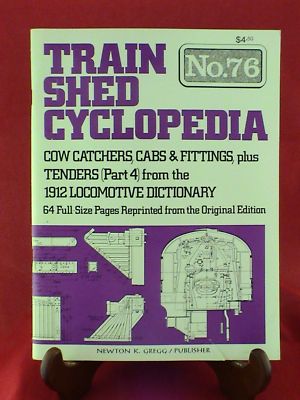 $4.50
No. 76
TRAIN
SHED
CYCLOPEDIA
COW CATCHERS, CABS & FITTINGS, plus
TENDERS (Part 4) from the
1912 LOCOMOTIVE DICTIONARY
64 Full-Size Pages Reprinted from the Original Edition
NEWTON K. GREGG / PUBLISHER